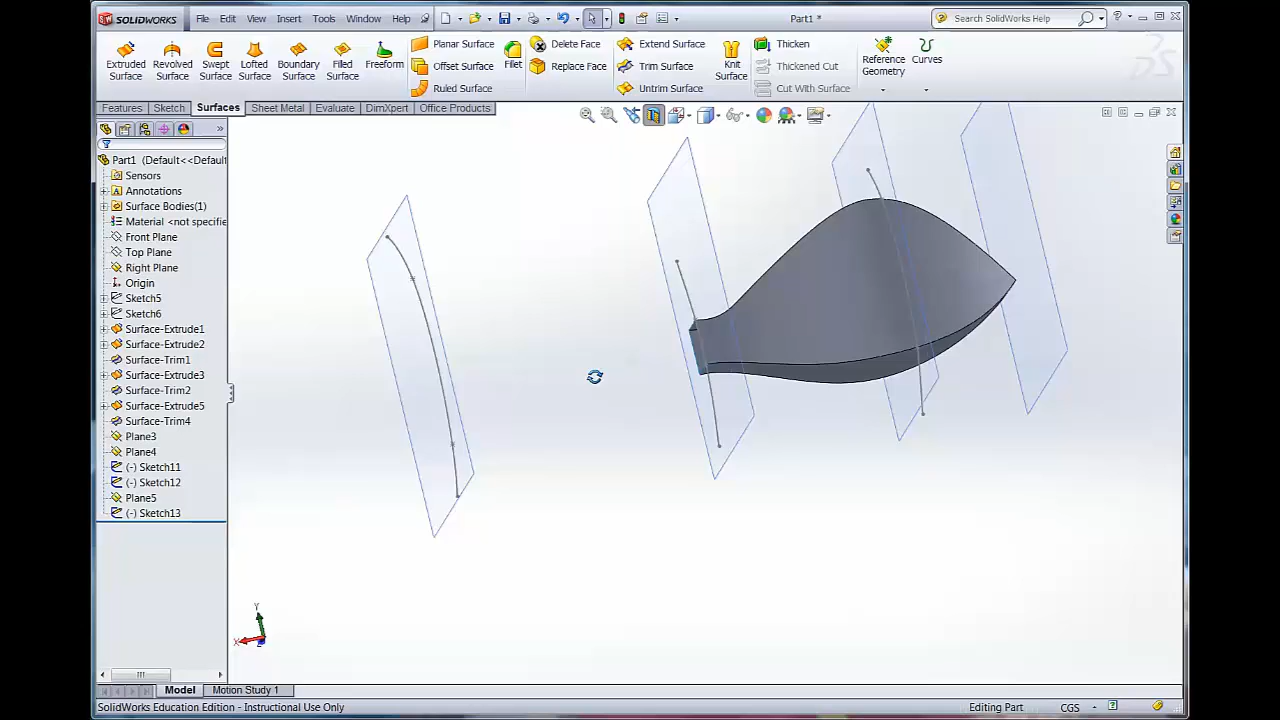 SOLIDWORKS File Edit View Insert Tools Window Help Part1 * Search SolidWorks Help
Extruded Surface Revolved Surface Swept Surface Lofted Surface Boundary Surface Filled Surface Freeform Planar Surface Offset Surface Ruled Surface Fillet Delete Face Replace Face Extend Surface Trim Surface Untrim Surface Knit Surface Thicken Thickened Cut Cut With Surface Reference Geometry Curves
Features Sketch Surfaces Sheet Metal Evaluate DimXpert Office Products
Part1 (Default<<Default
Sensors
Annotations
Surface Bodies(1)
Material <not specifie
Front Plane
Top Plane
Right Plane
Origin
Sketch5
Sketch6
Surface-Extrude1
Surface-Extrude2
Surface-Trim1
Surface-Extrude3
Surface-Trim2
Surface-Extrude5
Surface-Trim4
Plane3
Plane4
(-) Sketch11
(-) Sketch12
Plane5
(-) Sketch13
Y
X
Model Motion Study 1
SolidWorks Education Edition - Instructional Use Only Editing Part CGS